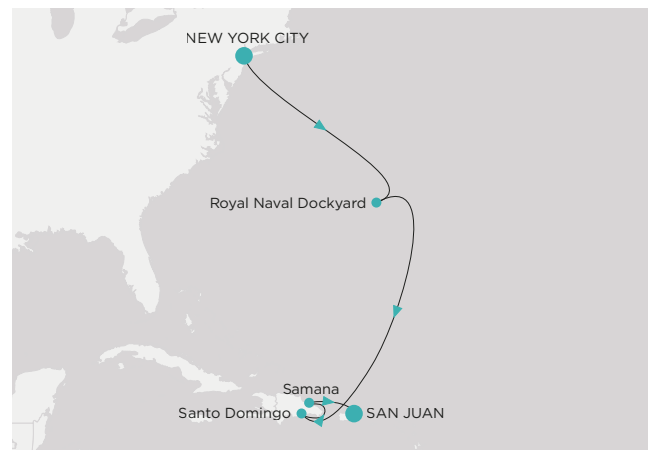 NEW YORK CITY
Royal Naval Dockyard
Samana
Santo Domingo
SAN JUAN